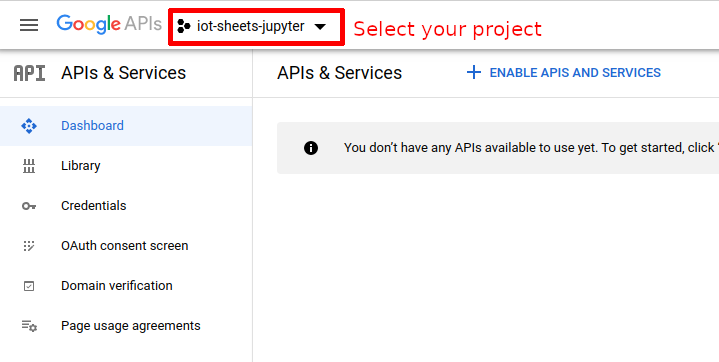 Google APIs iot-sheets-jupyter Select your project
API APIs & Services
APIs & Services + ENABLE APIS AND SERVICES
You don't have any APIs available to use yet. To get started, click '
Dashboard
Library
Credentials
OAuth consent screen
Domain verification
Page usage agreements